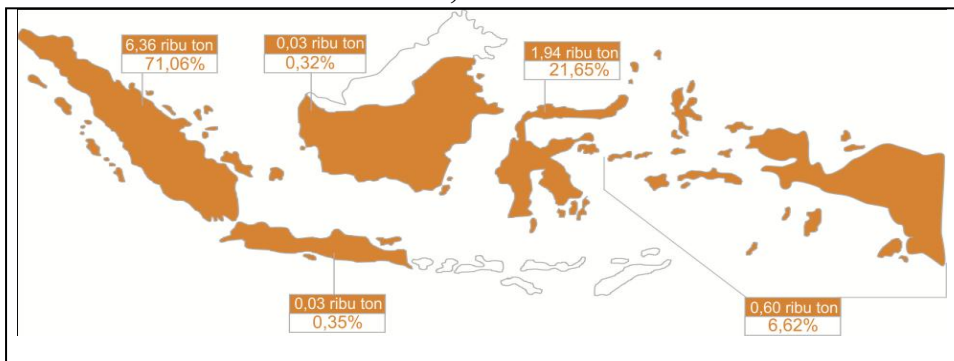 6,36 ribu ton
71,06%
0,03 ribu ton
0,32%
1,94 ribu ton
21,65%
0,03 ribu ton
0,35%
0,60 ribu ton
6,62%